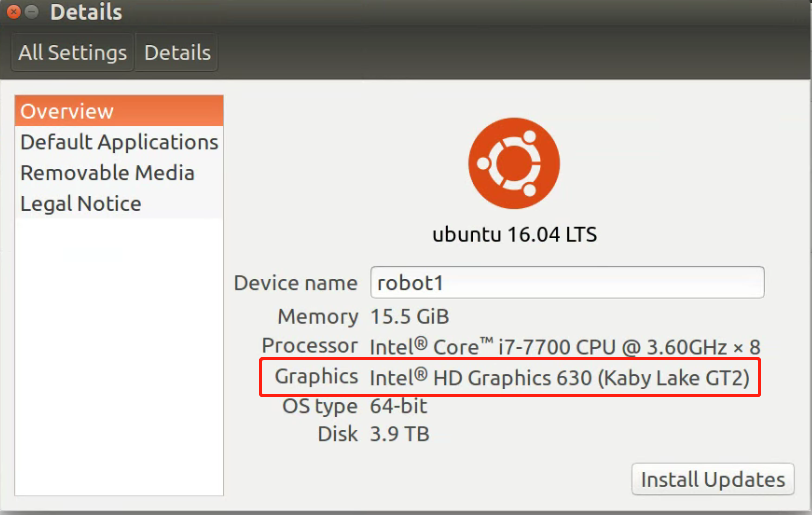 Details
All Settings Details
Overview
Default Applications
Removable Media
Legal Notice
ubuntu 16.04 LTS
Device name robot1
Memory 15.5 GiB
Processor Intel® Core™ i7-7700 CPU @ 3.60GHz × 8
Graphics Intel® HD Graphics 630 (Kaby Lake GT2)
OS type 64-bit
Disk 3.9 TB
Install Updates